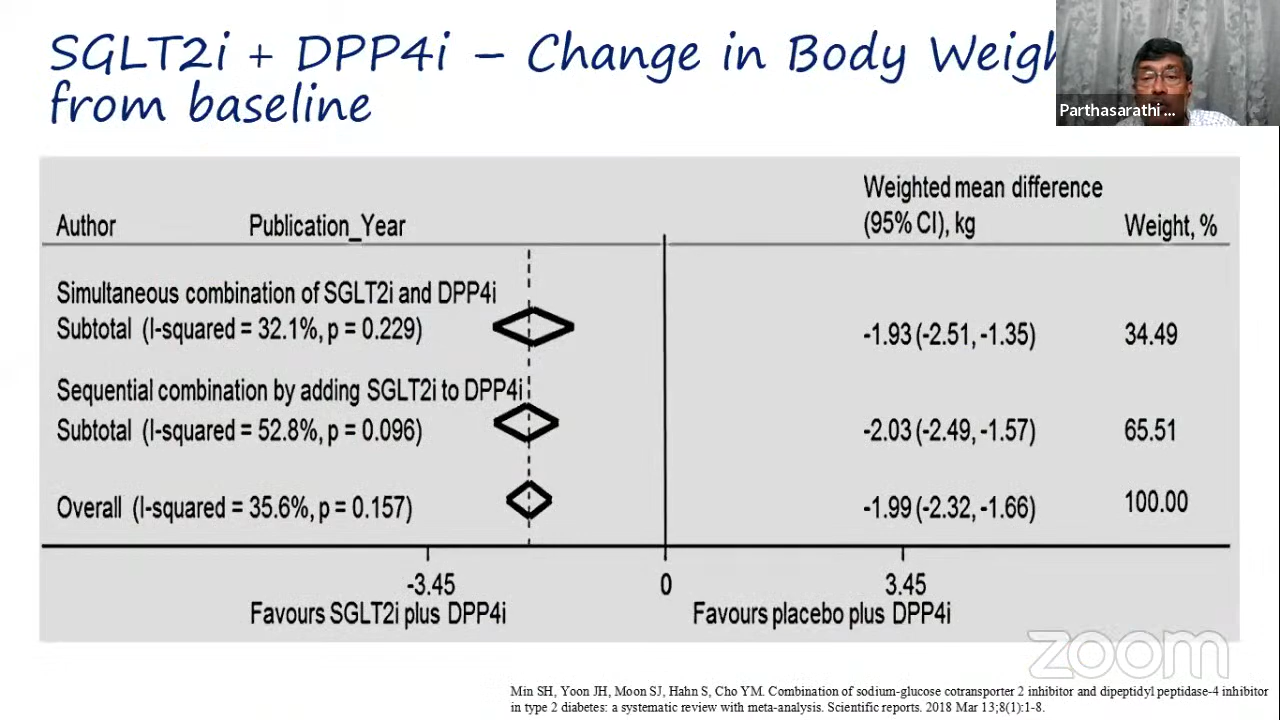 SGLT2i + DPP4i – Change in Body Weigh
from baseline
Parthasarathi ...
Weighted mean difference
Author Publication_Year (95% CI), kg Weight, %
Simultaneous combination of SGLT2i and DPP4i
Subtotal (I-squared = 32.1%, p = 0.229) -1.93 (-2.51, -1.35) 34.49
Sequential combination by adding SGLT2i to DPP4i
Subtotal (I-squared = 52.8%, p = 0.096) -2.03 (-2.49, -1.57) 65.51
Overall (I-squared = 35.6%, p = 0.157) -1.99 (-2.32, -1.66) 100.00
-3.45 0 3.45
Favours SGLT2i plus DPP4i Favours placebo plus DPP4i
zoom
Min SH, Yoon JH, Moon SJ, Hahn S, Cho YM. Combination of sodium-glucose cotransporter 2 inhibitor and dipeptidyl peptidase-4 inhibitor
in type 2 diabetes: a systematic review with meta-analysis. Scientific reports. 2018 Mar 13;8(1):1-8.